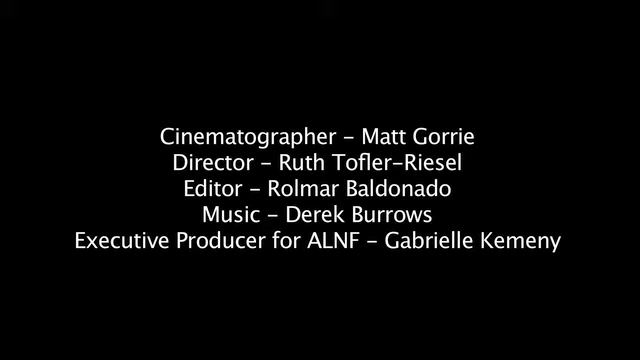 Cinematographer - Matt Gorrie
Director - Ruth Tofler-Riesel
Editor - Rolmar Baldonado
Music - Derek Burrows
Executive Producer for ALNF - Gabrielle Kemeny